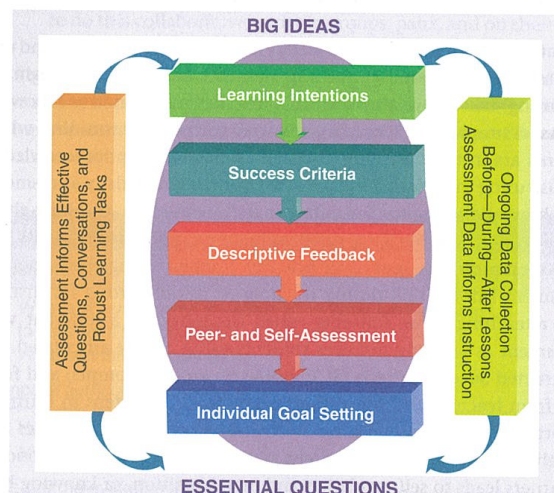 BIG IDEAS
Learning Intentions
Success Criteria
Descriptive Feedback
Peer- and Self-Assessment
Individual Goal Setting
Assessment Informs Effective
Questions, Conversations, and
Robust Learning Tasks
Ongoing Data Collection
Before—During—After Lessons
Assessment Data Informs Instruction
ESSENTIAL QUESTIONS